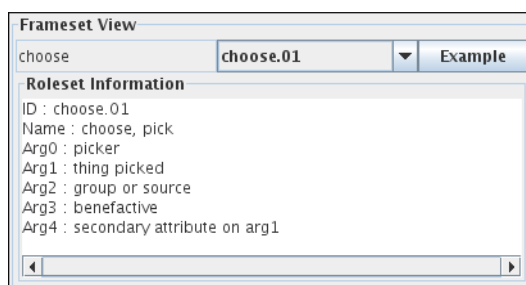 Frameset View
choose choose.01 Example
Roleset Information
ID : choose.01
Name : choose, pick
Arg0 : picker
Arg1 : thing picked
Arg2 : group or source
Arg3 : benefactive
Arg4 : secondary attribute on arg1